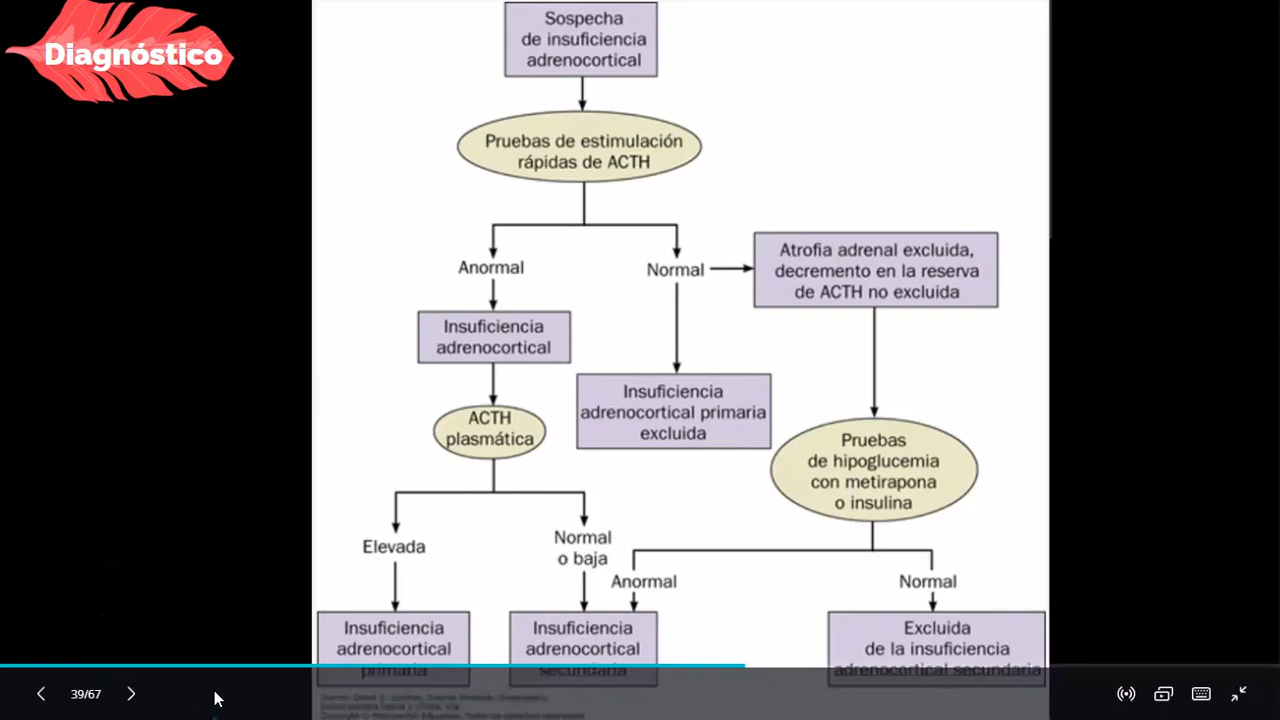 Diagnóstico
Sospecha
de insuficiencia
adrenocortical
Pruebas de estimulación
rápidas de ACTH
Anormal
Normal
Atrofia adrenal excluida,
decremento en la reserva
de ACTH no excluida
Insuficiencia
adrenocortical
Insuficiencia
adrenocortical primaria
excluida
ACTH
plasmática
Pruebas
de hipoglucemia
con metirapona
o insulina
Elevada
Normal
o baja
Anormal
Normal
Insuficiencia
adrenocortical
primaria
Insuficiencia
adrenocortical
secundaria
Excluida
de la insuficiencia
adrenocortical secundaria
39/67